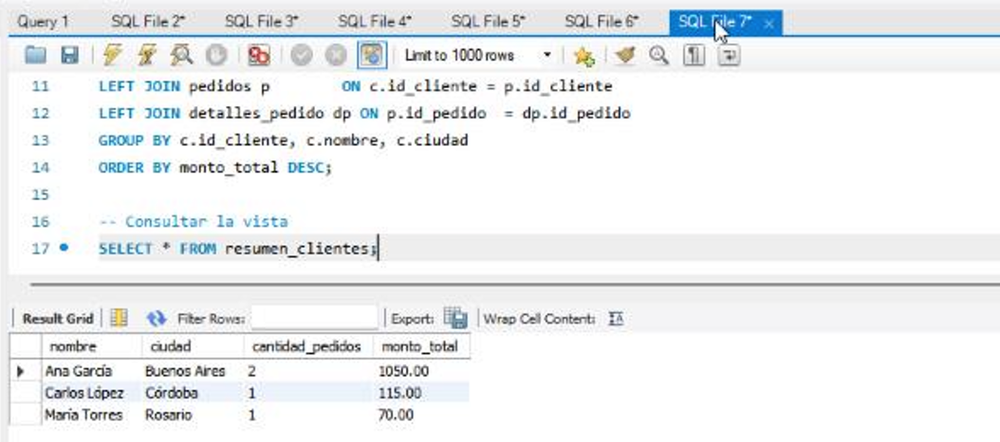 Query 1 SQL File 2* SQL File 3* SQL File 4* SQL File 5* SQL File 6* SQL File 7*
Limit to 1000 rows
11 LEFT JOIN pedidos p ON c.id_cliente = p.id_cliente
12 LEFT JOIN detalles_pedido dp ON p.id_pedido = dp.id_pedido
13 GROUP BY c.id_cliente, c.nombre, c.ciudad
14 ORDER BY monto_total DESC;
15
16 -- Consultar la vista
17 SELECT * FROM resumen_clientes;
Result Grid Filter Rows: Export: Wrap Cell Content:
nombre ciudad cantidad_pedidos monto_total
Ana García Buenos Aires 2 1050.00
Carlos López Córdoba 1 115.00
María Torres Rosario 1 70.00